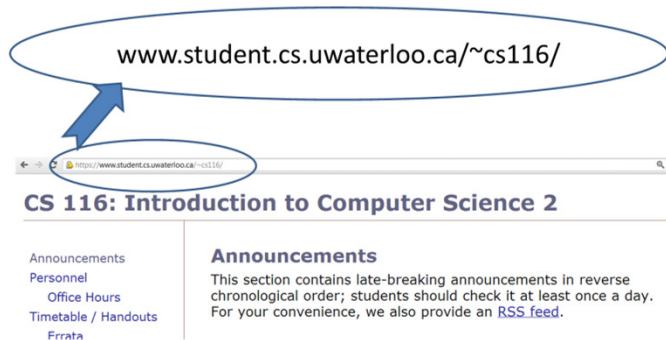 www.student.cs.uwaterloo.ca/~cs116/
https://www.student.cs.uwaterloo.ca/~cs116/
CS 116: Introduction to Computer Science 2
Announcements
Personnel
Office Hours
Timetable / Handouts
Errata
Announcements
This section contains late-breaking announcements in reverse
chronological order; students should check it at least once a day.
For your convenience, we also provide an RSS feed.